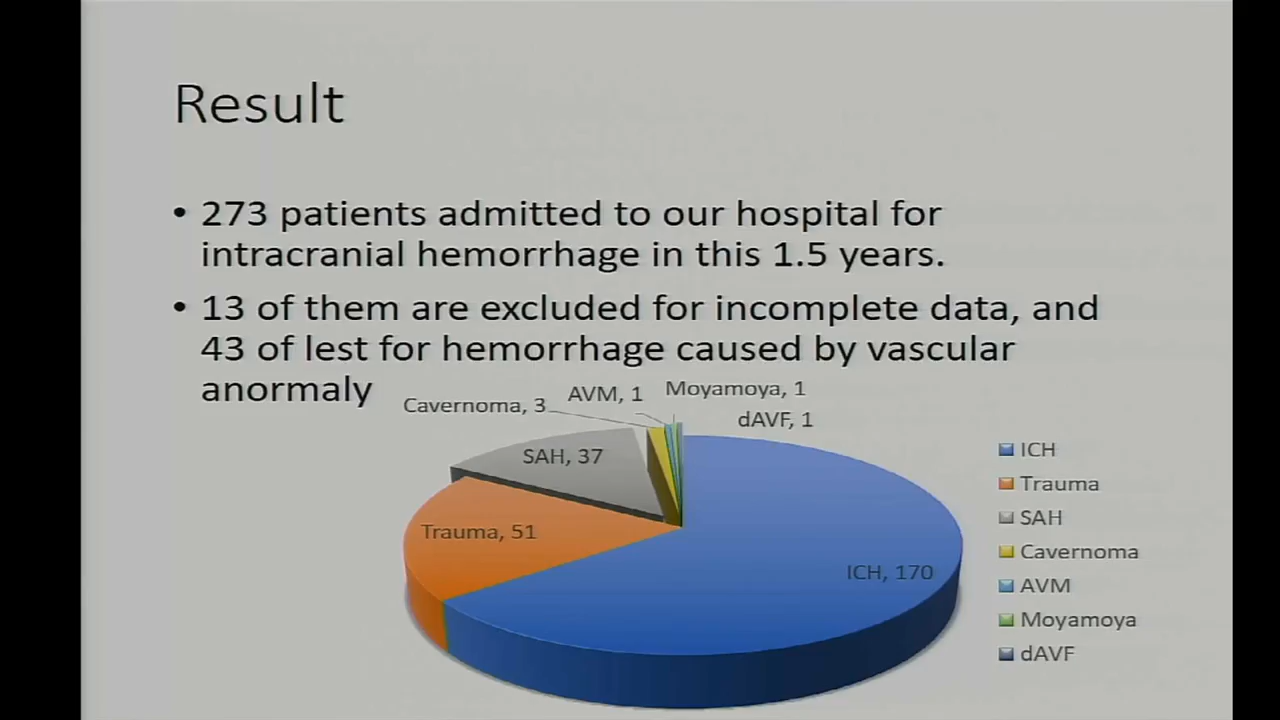 Result
• 273 patients admitted to our hospital for
intracranial hemorrhage in this 1.5 years.
• 13 of them are excluded for incomplete data, and
43 of lest for hemorrhage caused by vascular
anormaly
Cavernoma, 3
AVM, 1
Moyamoya, 1
dAVF, 1
SAH, 37
Trauma, 51
ICH, 170
ICH
Trauma
SAH
Cavernoma
AVM
Moyamoya
dAVF